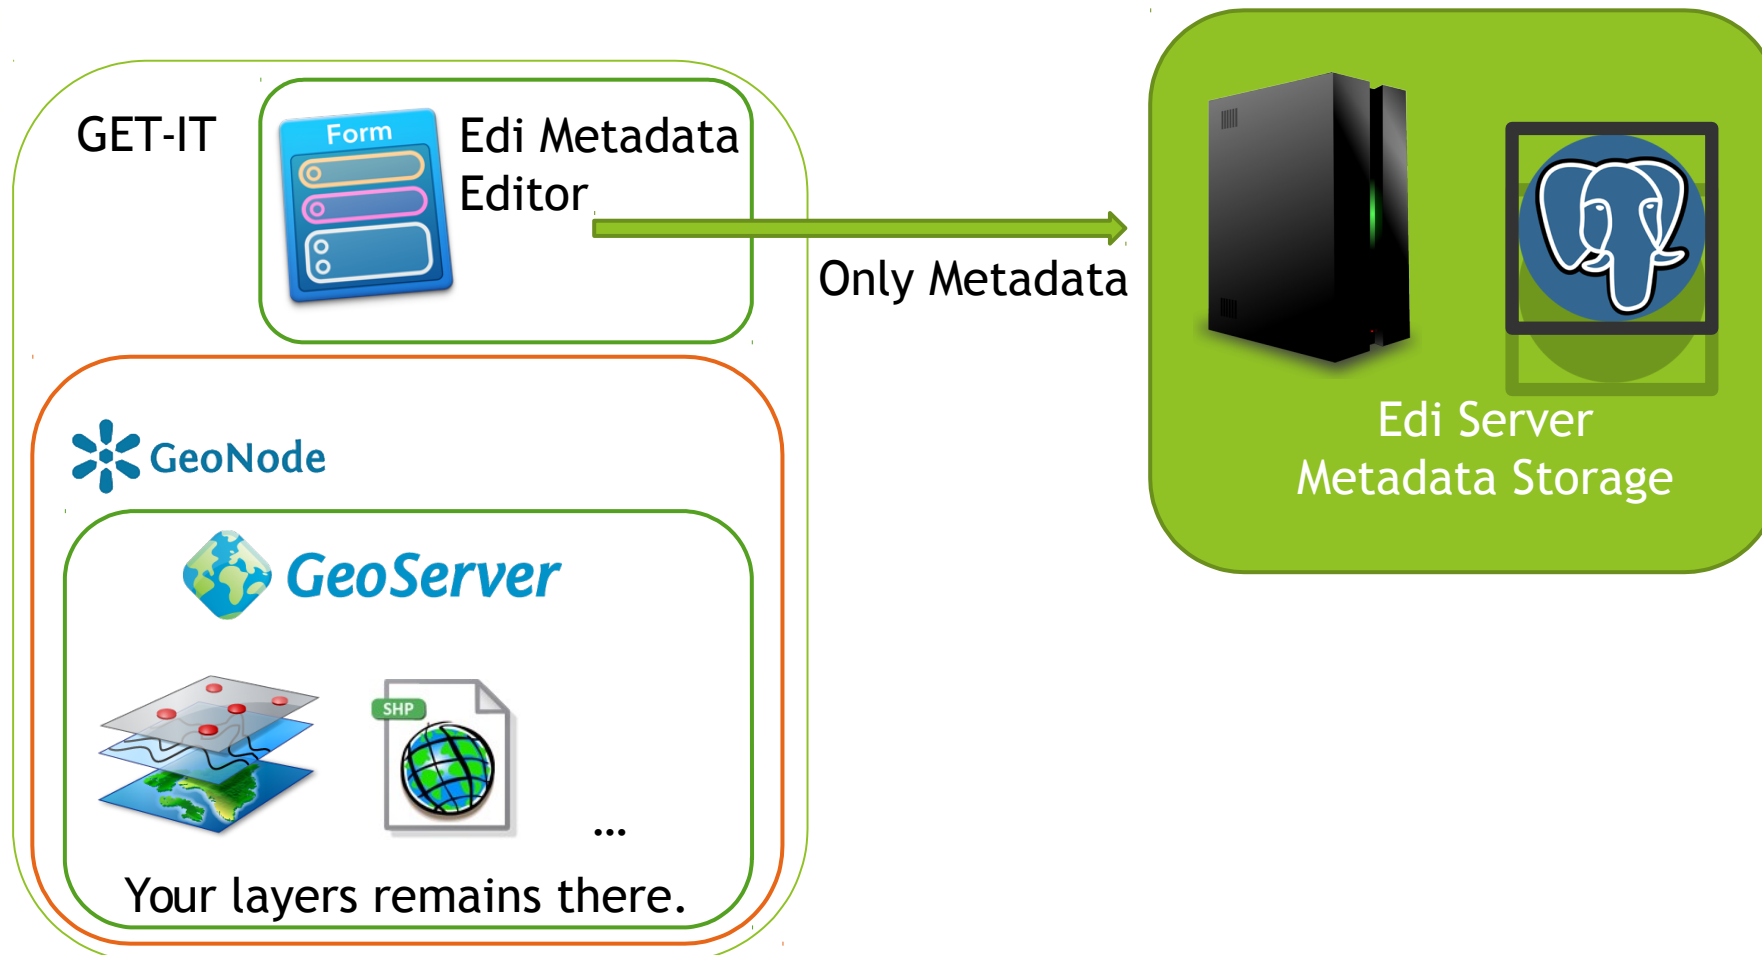 GET-IT
Form
Edi Metadata
Editor
Only Metadata
Edi Server
Metadata Storage
GeoNode
GeoServer
SHP
...
Your layers remains there.